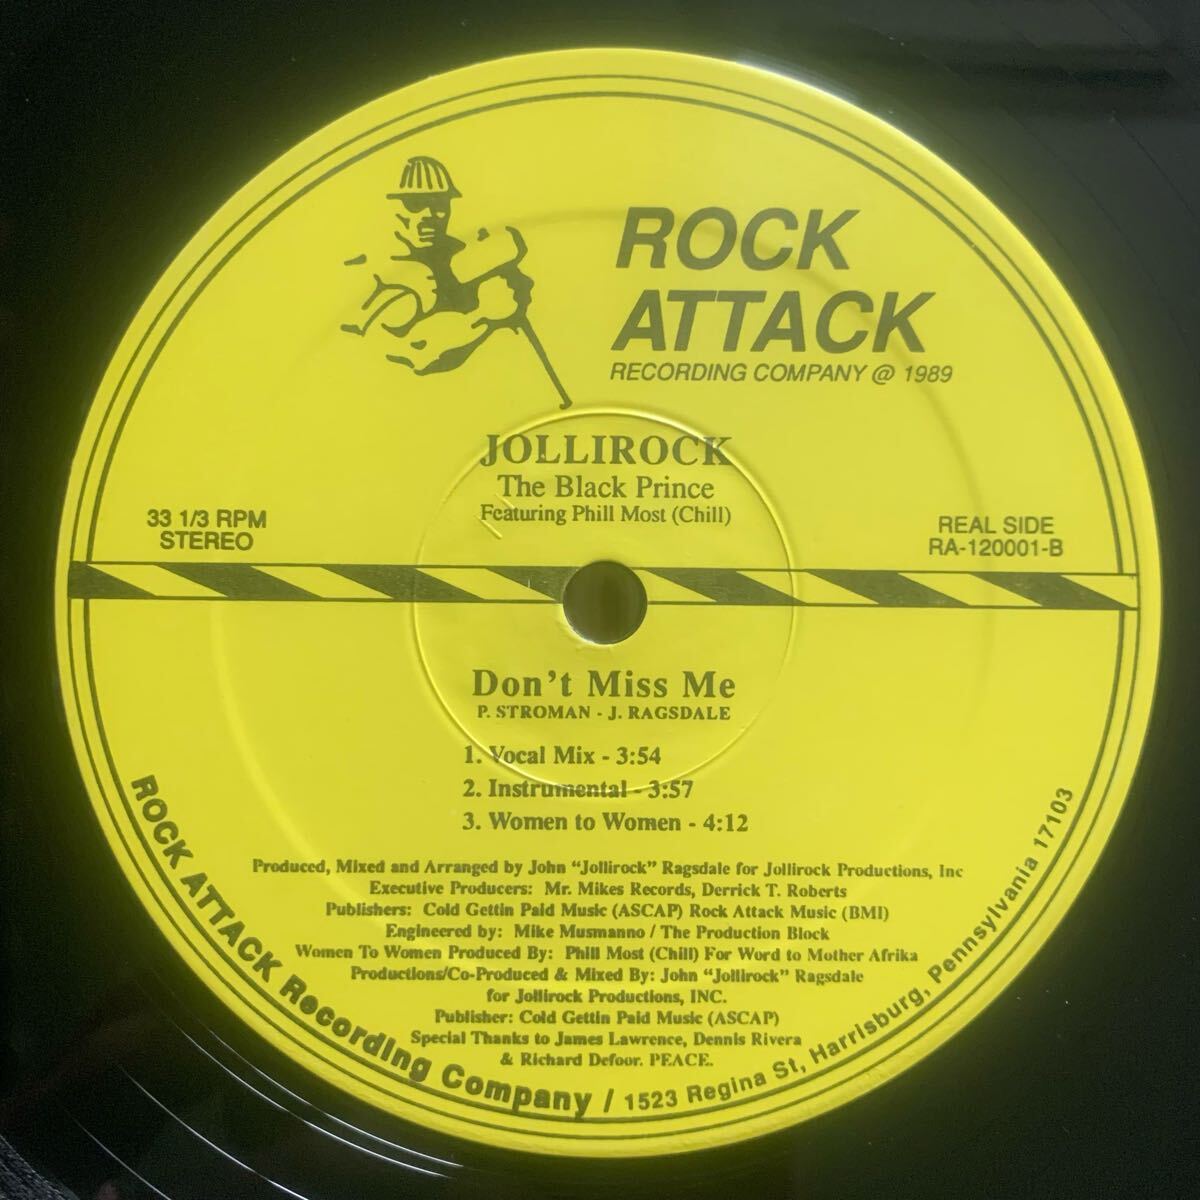 ROCK
ATTACK
RECORDING COMPANY @ 1989
JOLLIROCK
The Black Prince
Featuring Phill Most (Chill)
33 1/3 RPM
STEREO
REAL SIDE
RA-120001-B
Don't Miss Me
P. STROMAN - J. RAGSDALE
1. Vocal Mix - 3:54
2. Instrumental - 3:57
3. Women to Women - 4:12
Produced, Mixed and Arranged by John "Jollirock" Ragsdale for Jollirock Productions, Inc
Executive Producers: Mr. Mikes Records, Derrick T. Roberts
Publishers: Cold Gettin Paid Music (ASCAP) Rock Attack Music (BMI)
Engineered by: Mike Musmanno / The Production Block
Women To Women Produced By: Phill Most (Chill) For Word to Mother Afrika
Productions/Co-Produced & Mixed By: John "Jollirock" Ragsdale
for Jollirock Productions, INC.
Publisher: Cold Gettin Paid Music (ASCAP)
Special Thanks to James Lawrence, Dennis Rivera
& Richard Defoor. PEACE.
ROCK ATTACK Recording Company / 1523 Regina St, Harrisburg, Pennsylvania 17103